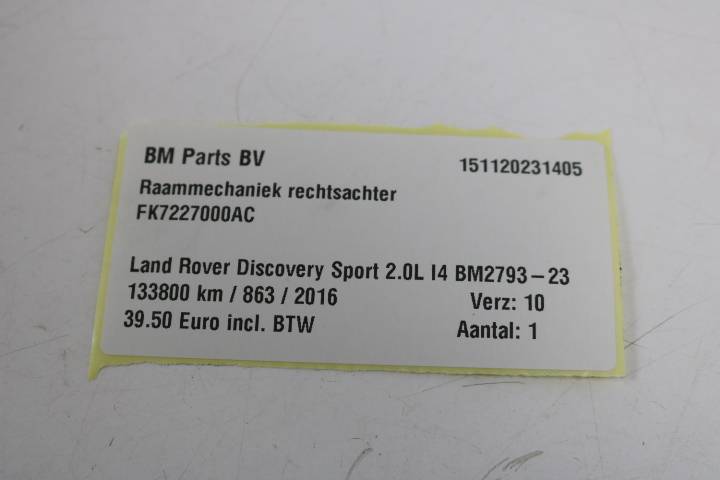 BM Parts BV 151120231405
Raammechaniek rechtsachter
FK7227000AC
Land Rover Discovery Sport 2.0L I4 BM2793-23
133800 km / 863 / 2016 Verz: 10
39.50 Euro incl. BTW Aantal: 1